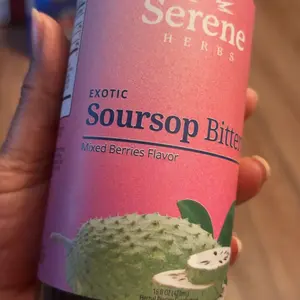 Serene
HERBS
EXOTIC
Soursop Bitter
Mixed Berries Flavor